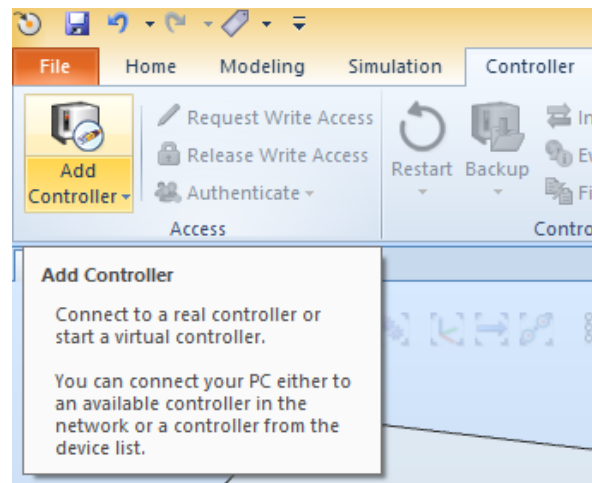 File Home Modeling Simulation Controller
Request Write Access
Release Write Access
Authenticate
Add
Controller
Restart Backup
Access
Add Controller
Connect to a real controller or
start a virtual controller.
You can connect your PC either to
an available controller in the
network or a controller from the
device list.